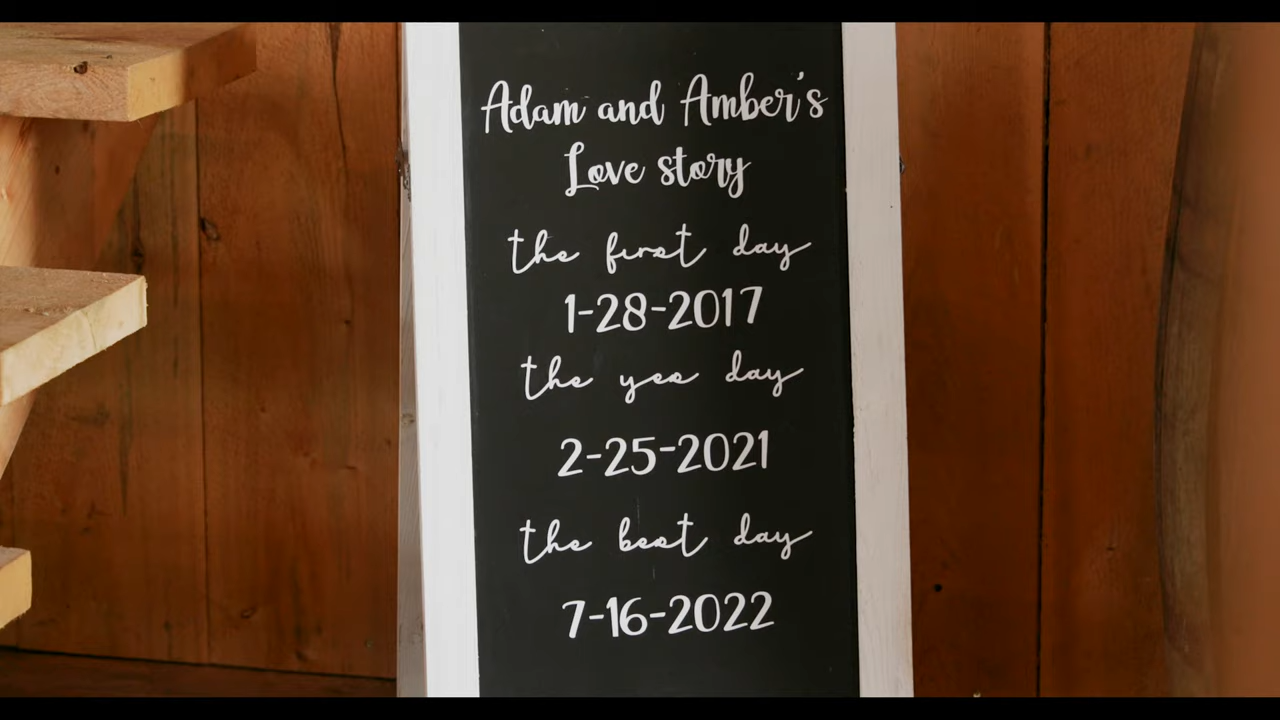 Adam and Amber's
Love story
the first day
1-28-2017
the yes day
2-25-2021
the best day
7-16-2022